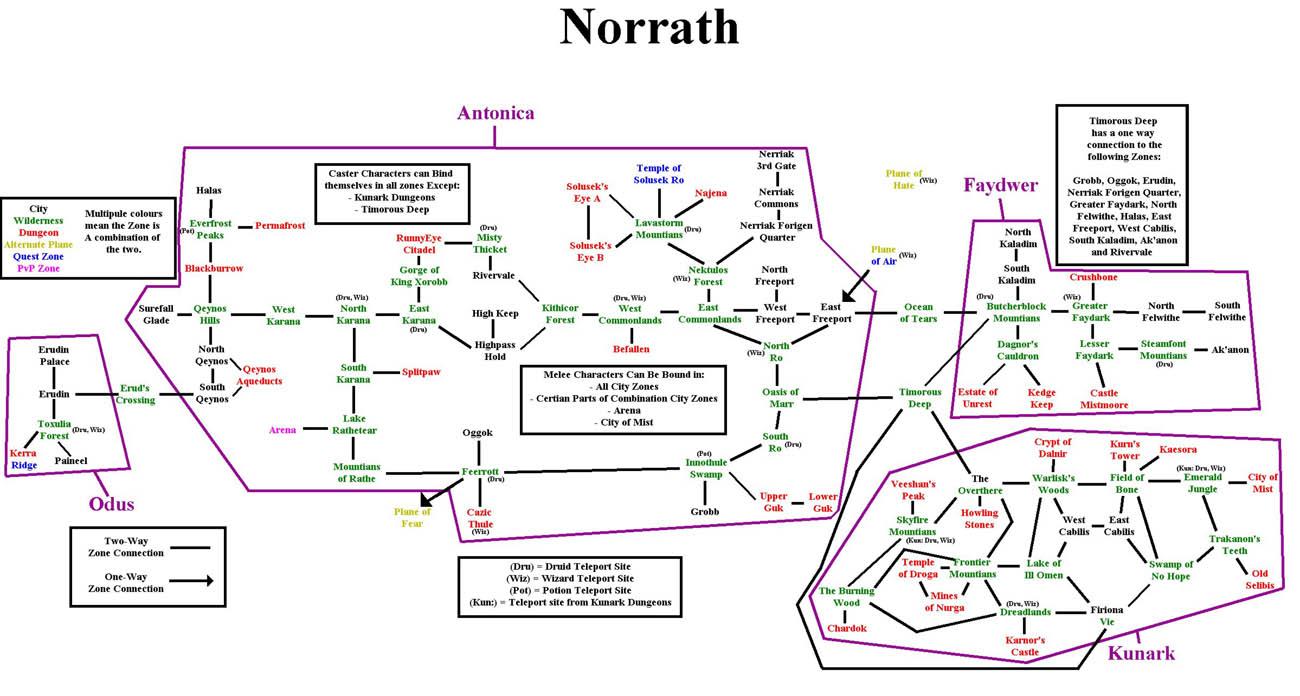 Norrath
Antonica
Timorous Deep
has a one way
connection to the
following Zones:
Grobb, Oggok, Erudin,
Nerriak Forigen Quarter,
Greater Faydark, North
Felwithe, Halas, East
Freeport, West Cabilis,
South Kaladim, Ak'anon
and Rivervale
City
Wilderness
Dungeon
Alternate Plane
Quest Zone
PvP Zone
Multipule colours
mean the Zone is
A combination of
the two.
Caster Characters can Bind
themselves in all zones Except:
- Kunark Dungeons
- Timorous Deep
Halas
Everfrost
Peaks
(Pot)
Permafrost
Blackburrow
Surefall
Glade
Qeynos
Hills
West
Karana
(Dru, Wiz)
North
Karana
East
Karana
(Dru)
Gorge of
King Xorobb
RunnyEye
Citadel
(Dru)
Misty
Thicket
Rivervale
High Keep
Highpass
Hold
Kithicor
Forest
(Dru, Wiz)
West
Commonlands
Befallen
East
Commonlands
(Wiz)
Nektulos
Forest
Lavastorm
Mountians
(Dru)
Solusek's
Eye A
Solusek's
Eye B
Temple of
Solusek Ro
Najena
Nerriak
3rd Gate
Nerriak
Commons
Nerriak Forigen
Quarter
North
Freeport
West
Freeport
East
Freeport
Plane of
Hate
(Wiz)
Plane
of Air
(Wiz)
North
Qeynos
South
Qeynos
Qeynos
Aqueducts
South
Karana
Splitpaw
Lake
Rathetear
Arena
Mountians
of Rathe
Oggok
Feerrott
(Dru)
Plane of
Fear
Cazic
Thule
(Wiz)
Melee Characters Can Be Bound in:
- All City Zones
- Certian Parts of Combination City Zones
- Arena
- City of Mist
(Wiz)
North
Ro
Oasis of
Marr
South
Ro
(Dru)
(Pot)
Innothule
Swamp
Grobb
Upper
Guk
Lower
Guk
Erudin
Palace
Erudin
Erud's
Crossing
Toxulia
Forest
(Dru, Wiz)
Kerra
Ridge
Paineel
Odus
Ocean
of Tears
Timorous
Deep
Faydwer
North
Kaladim
South
Kaladim
(Dru)
Butcherblock
Mountians
Crushbone
(Wiz)
Greater
Faydark
North
Felwithe
South
Felwithe
Dagnor's
Cauldron
Lesser
Faydark
Steamfont
Mountians
(Dru)
Ak'anon
Estate of
Unrest
Kedge
Keep
Castle
Mistmoore
Veeshan's
Peak
Skyfire
Mountians
(Kun: Dru, Wiz)
The
Overthere
Howling
Stones
Crypt of
Dalnir
Warlisk's
Woods
Kurn's
Tower
Field of
Bone
Kaesora
(Kun: Dru, Wiz)
Emerald
Jungle
City of
Mist
West
Cabilis
East
Cabilis
Trakanon's
Teeth
Old
Selibis
Swamp of
No Hope
Lake of
Ill Omen
Frontier
Mountians
Temple
of Droga
Mines
of Nurga
The Burning
Wood
Chardok
(Dru, Wiz)
Dreadlands
Karnor's
Castle
Firiona
Vie
Kunark
Two-Way
Zone Connection
One-Way
Zone Connection
(Dru) = Druid Teleport Site
(Wiz) = Wizard Teleport Site
(Pot) = Potion Teleport Site
(Kun:) = Teleport site from Kunark Dungeons